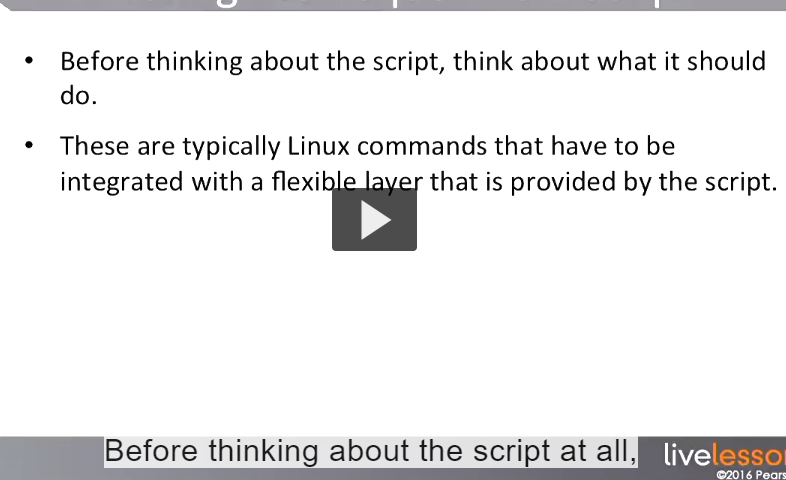 • Before thinking about the script, think about what it should
do.
• These are typically Linux commands that have to be
integrated with a flexible layer that is provided by the script.
Before thinking about the script at all,
©2016